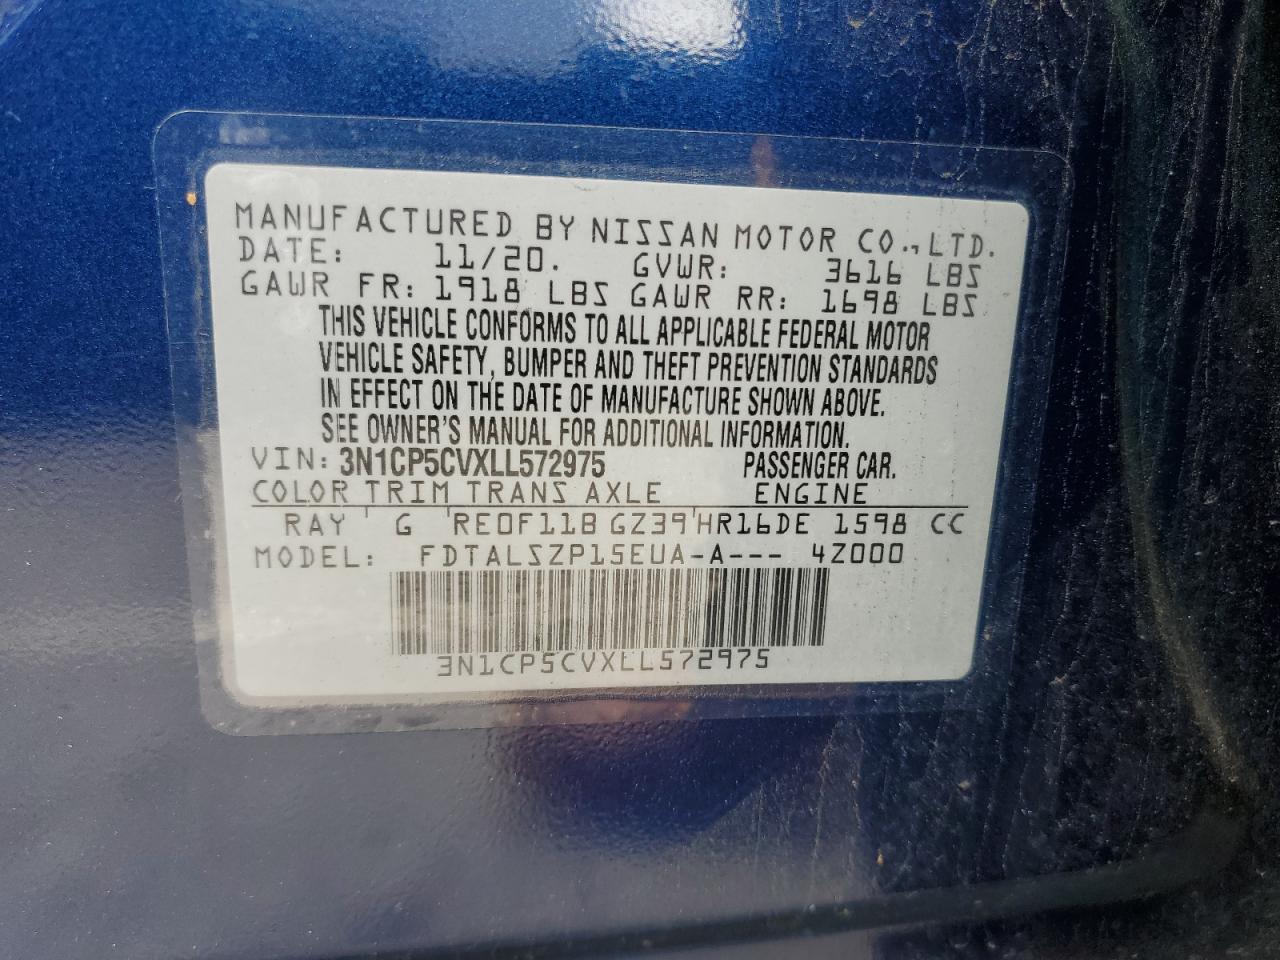 MANUFACTURED BY NISSAN MOTOR CO., LTD.
DATE: 11/20. GVWR: 3616 LBS
GAWR FR: 1918 LBS GAWR RR: 1698 LBS
THIS VEHICLE CONFORMS TO ALL APPLICABLE FEDERAL MOTOR
VEHICLE SAFETY, BUMPER AND THEFT PREVENTION STANDARDS
IN EFFECT ON THE DATE OF MANUFACTURE SHOWN ABOVE.
SEE OWNER'S MANUAL FOR ADDITIONAL INFORMATION.
VIN: 3N1CP5CVXLL572975 PASSENGER CAR.
COLOR TRIM TRANS AXLE ENGINE
RAY G RE0F11B GZ39 HR16DE 1598 CC
MODEL: FDTALSZP15EUA-A--- 4Z000
3N1CP5CVXLL572975